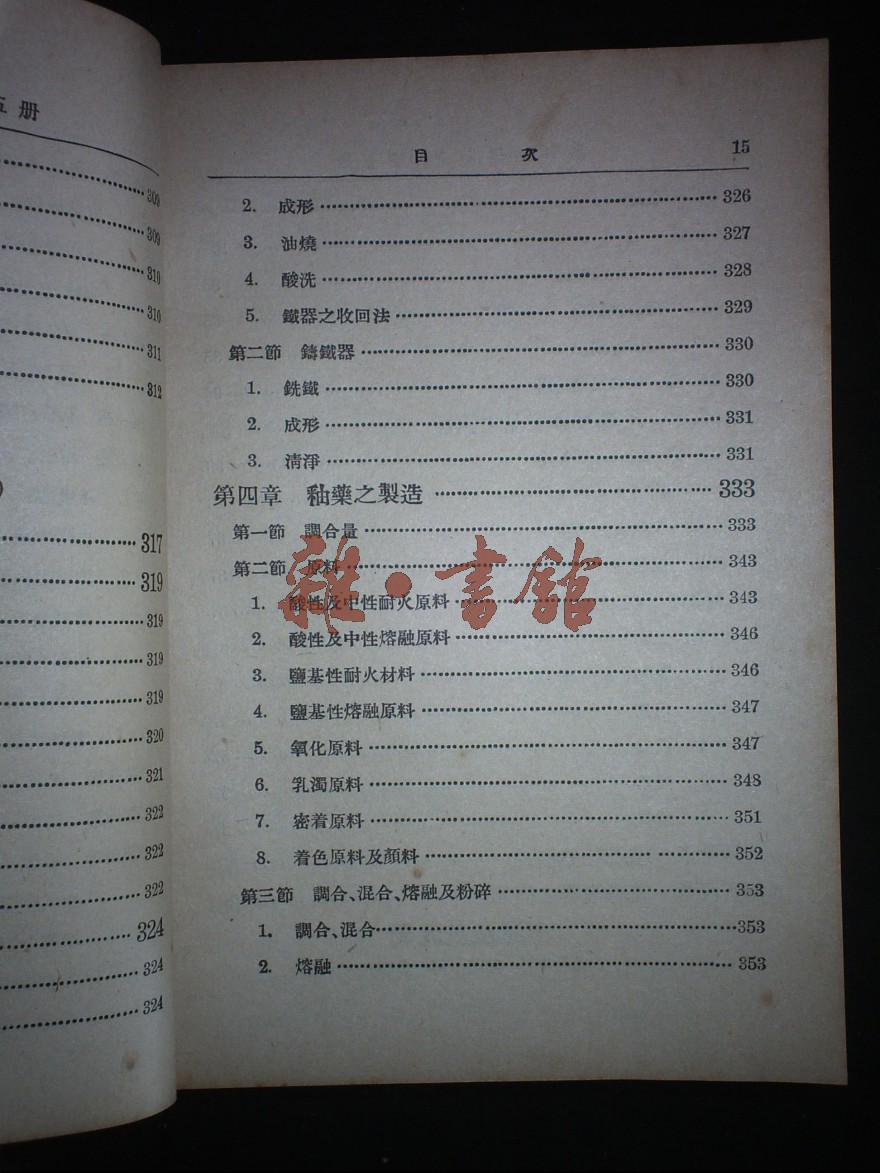 册
309
309
310
310
311
312
317
319
319
319
319
320
321
322
322
322
324
324
324
目 次 15
2. 成形 326
3. 油燒 327
4. 酸洗 328
5. 鐵器之收回法 329
第二節 鑄鐵器 330
1. 銑鐵 330
2. 成形 331
3. 淸淨 331
第四章 釉藥之製造 333
第一節 調合量 333
第二節 原料 343
1. 酸性及中性耐火原料 343
2. 酸性及中性熔融原料 346
3. 鹽基性耐火材料 346
4. 鹽基性熔融原料 347
5. 氧化原料 347
6. 乳濁原料 348
7. 密着原料 351
8. 着色原料及顏料 352
第三節 調合、混合、熔融及粉碎 353
1. 調合、混合 353
2. 熔融 353
雜·書館